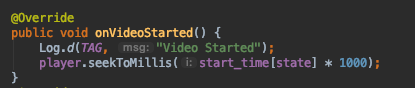 @Override
public void onVideoStarted() {
    Log.d(TAG, msg: "Video Started");
    player.seekToMillis( i: start_time[state] * 1000);
}